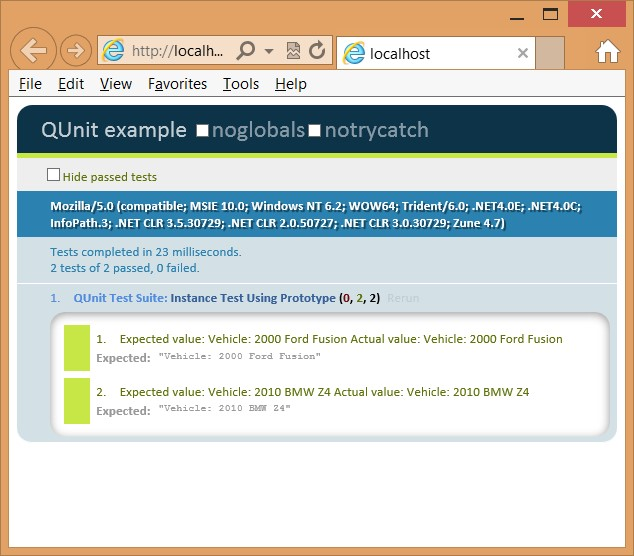 http://localh...
localhost
File Edit View Favorites Tools Help
QUnit example noglobals notrycatch
Hide passed tests
Mozilla/5.0 (compatible; MSIE 10.0; Windows NT 6.2; WOW64; Trident/6.0; .NET4.0E; .NET4.0C;
InfoPath.3; .NET CLR 3.5.30729; .NET CLR 2.0.50727; .NET CLR 3.0.30729; Zune 4.7)
Tests completed in 23 milliseconds.
2 tests of 2 passed, 0 failed.
1. QUnit Test Suite: Instance Test Using Prototype (0, 2, 2) Rerun
1. Expected value: Vehicle: 2000 Ford Fusion Actual value: Vehicle: 2000 Ford Fusion
Expected: "Vehicle: 2000 Ford Fusion"
2. Expected value: Vehicle: 2010 BMW Z4 Actual value: Vehicle: 2010 BMW Z4
Expected: "Vehicle: 2010 BMW Z4"